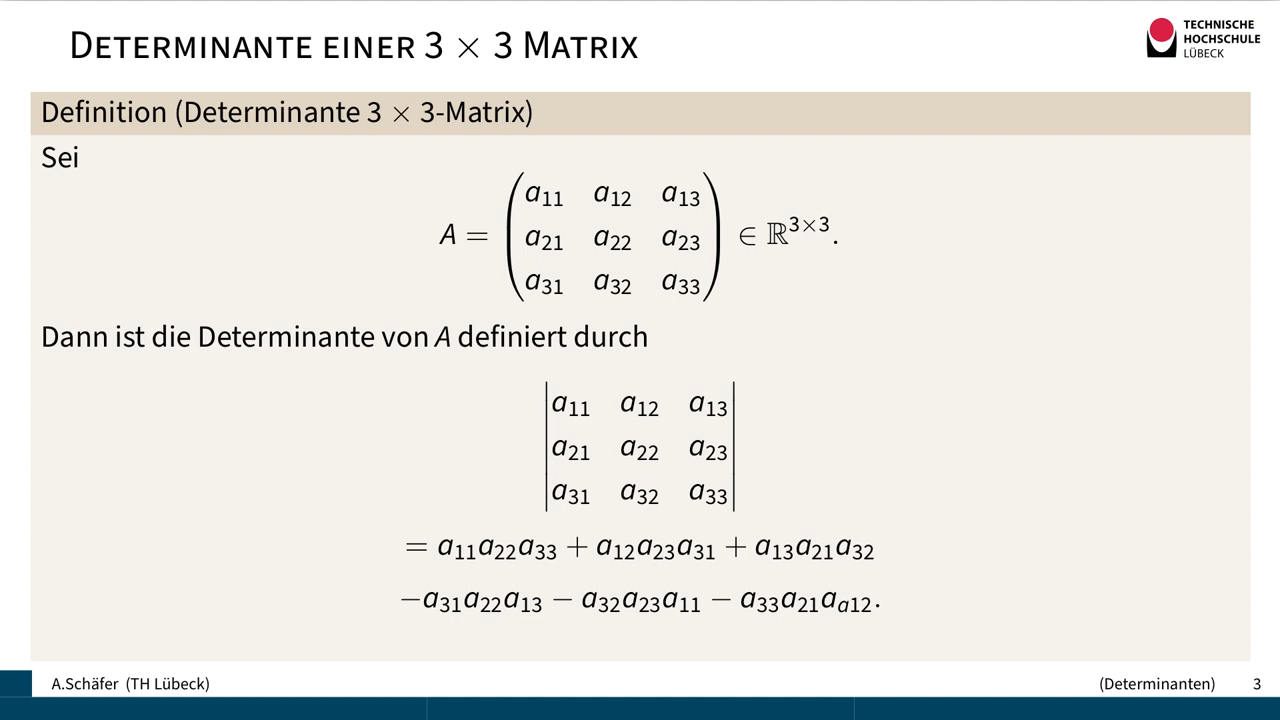 DETERMINANTE EINER 3 × 3 MATRIX
TECHNISCHE
HOCHSCHULE
LÜBECK
Definition (Determinante 3 × 3-Matrix)
Sei
a₁₁ a₁₂ a₁₃
A = a₂₁ a₂₂ a₂₃ ∈ ℝ³ˣ³.
a₃₁ a₃₂ a₃₃
Dann ist die Determinante von A definiert durch
|a₁₁ a₁₂ a₁₃|
|a₂₁ a₂₂ a₂₃|
|a₃₁ a₃₂ a₃₃|
= a₁₁a₂₂a₃₃ + a₁₂a₂₃a₃₁ + a₁₃a₂₁a₃₂
−a₃₁a₂₂a₁₃ − a₃₂a₂₃a₁₁ − a₃₃a₂₁aₐ₁₂.
A.Schäfer (TH Lübeck) (Determinanten) 3